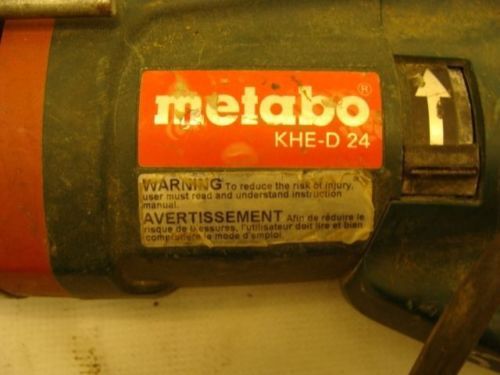 metabo®
KHE-D 24
WARNING To reduce the risk of injury,
user must read and understand instruction
manual.
AVERTISSEMENT Afin de réduire le
risque de blessures, l'utilisateur doit lire et bien
comprendre le mode d'emploi.